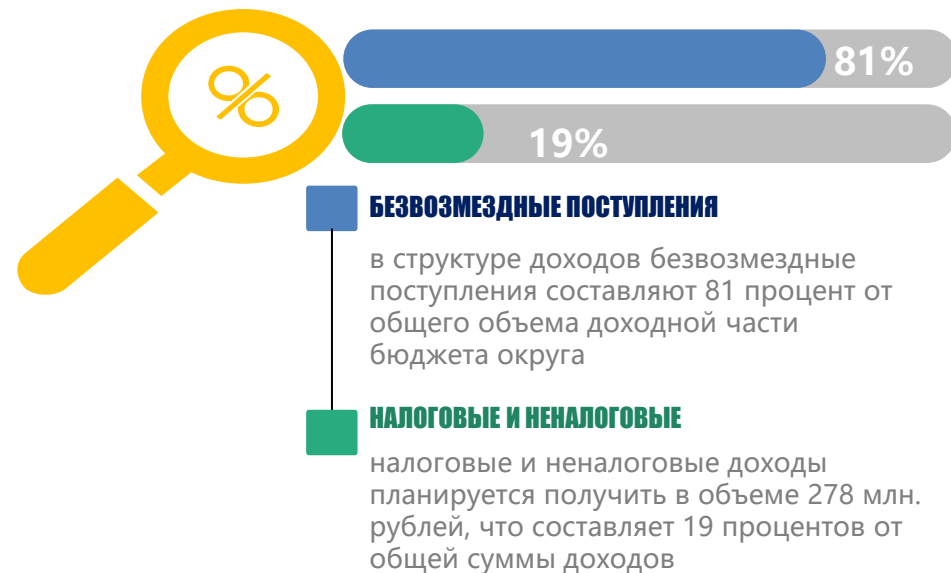 %
81%
19%
БЕЗВОЗМЕЗДНЫЕ ПОСТУПЛЕНИЯ
в структуре доходов безвозмездные
поступления составляют 81 процент от
общего объема доходной части
бюджета округа
НАЛОГОВЫЕ И НЕНАЛОГОВЫЕ
налоговые и неналоговые доходы
планируется получить в объеме 278 млн.
рублей, что составляет 19 процентов от
общей суммы доходов